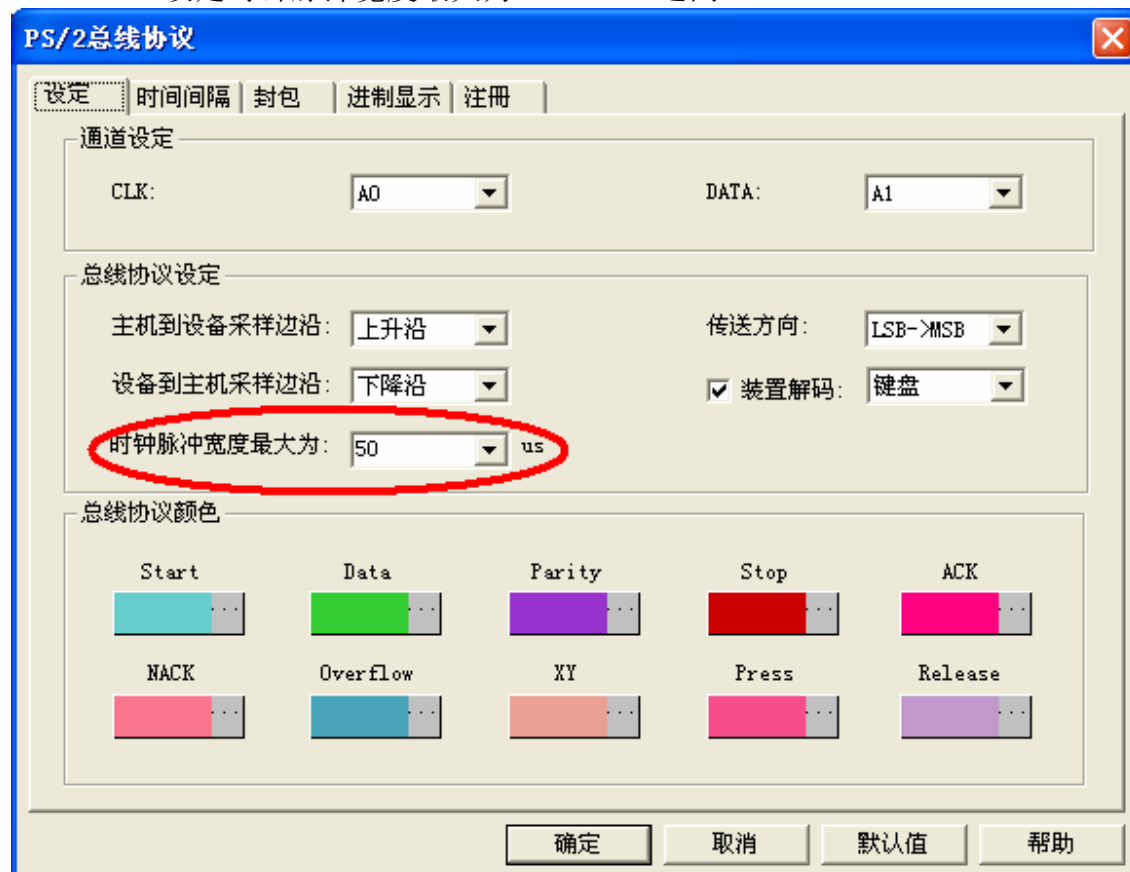 PS/2总线协议
设定 时间间隔 封包 进制显示 注册
通道设定
CLK: A0 DATA: A1
总线协议设定
主机到设备采样边沿: 上升沿 传送方向: LSB->MSB
设备到主机采样边沿: 下降沿 装置解码: 键盘
时钟脉冲宽度最大为: 50 us
总线协议颜色
Start Data Parity Stop ACK
... ... ... ... ...
NACK Overflow XY Press Release
... ... ... ... ...
确定 取消 默认值 帮助